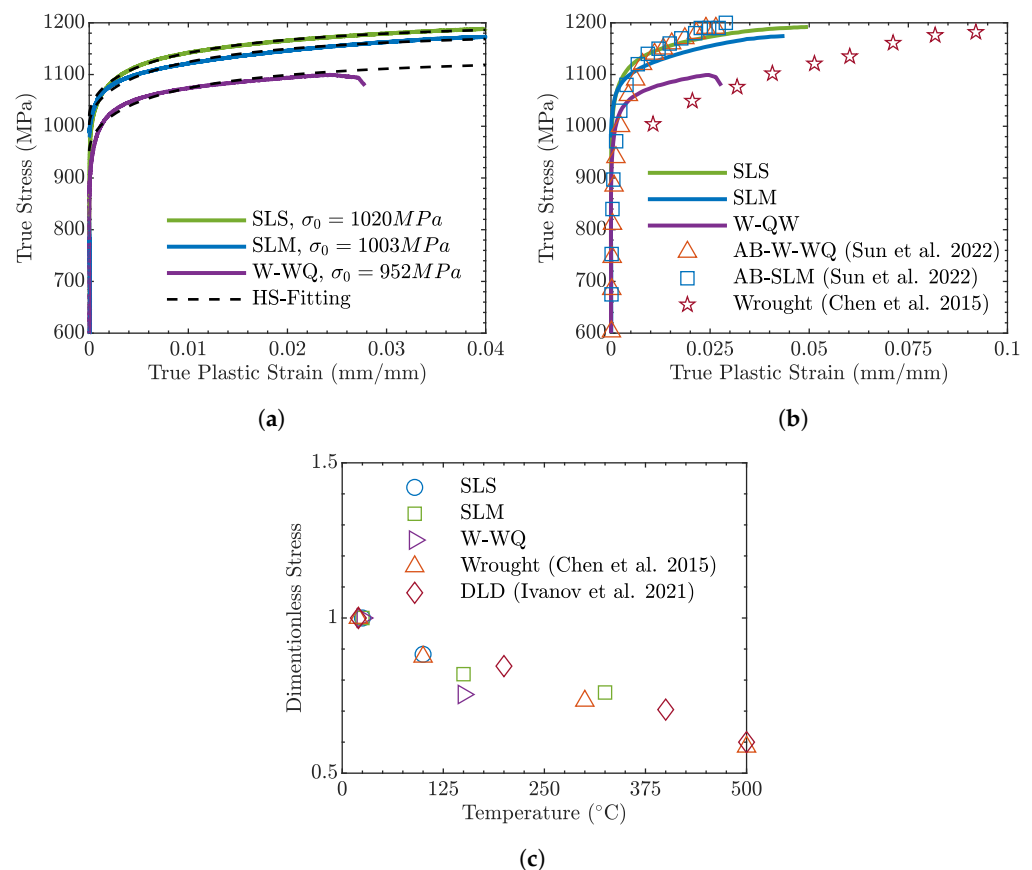 1200
1100
1000
900
800
700
600
True Stress (MPa)
SLS, σ₀ = 1020MPa
SLM, σ₀ = 1003MPa
W-WQ, σ₀ = 952MPa
HS-Fitting
0
0.01
0.02
0.03
0.04
True Plastic Strain (mm/mm)
(a)
1200
1100
1000
900
800
700
600
True Stress (MPa)
SLS
SLM
W-QW
AB-W-WQ (Sun et al. 2022)
AB-SLM (Sun et al. 2022)
Wrought (Chen et al. 2015)
0
0.025
0.05
0.075
0.1
True Plastic Strain (mm/mm)
(b)
1.5
1
0.5
Dimentionless Stress
SLS
SLM
W-WQ
Wrought (Chen et al. 2015)
DLD (Ivanov et al. 2021)
0
125
250
375
500
Temperature (°C)
(c)